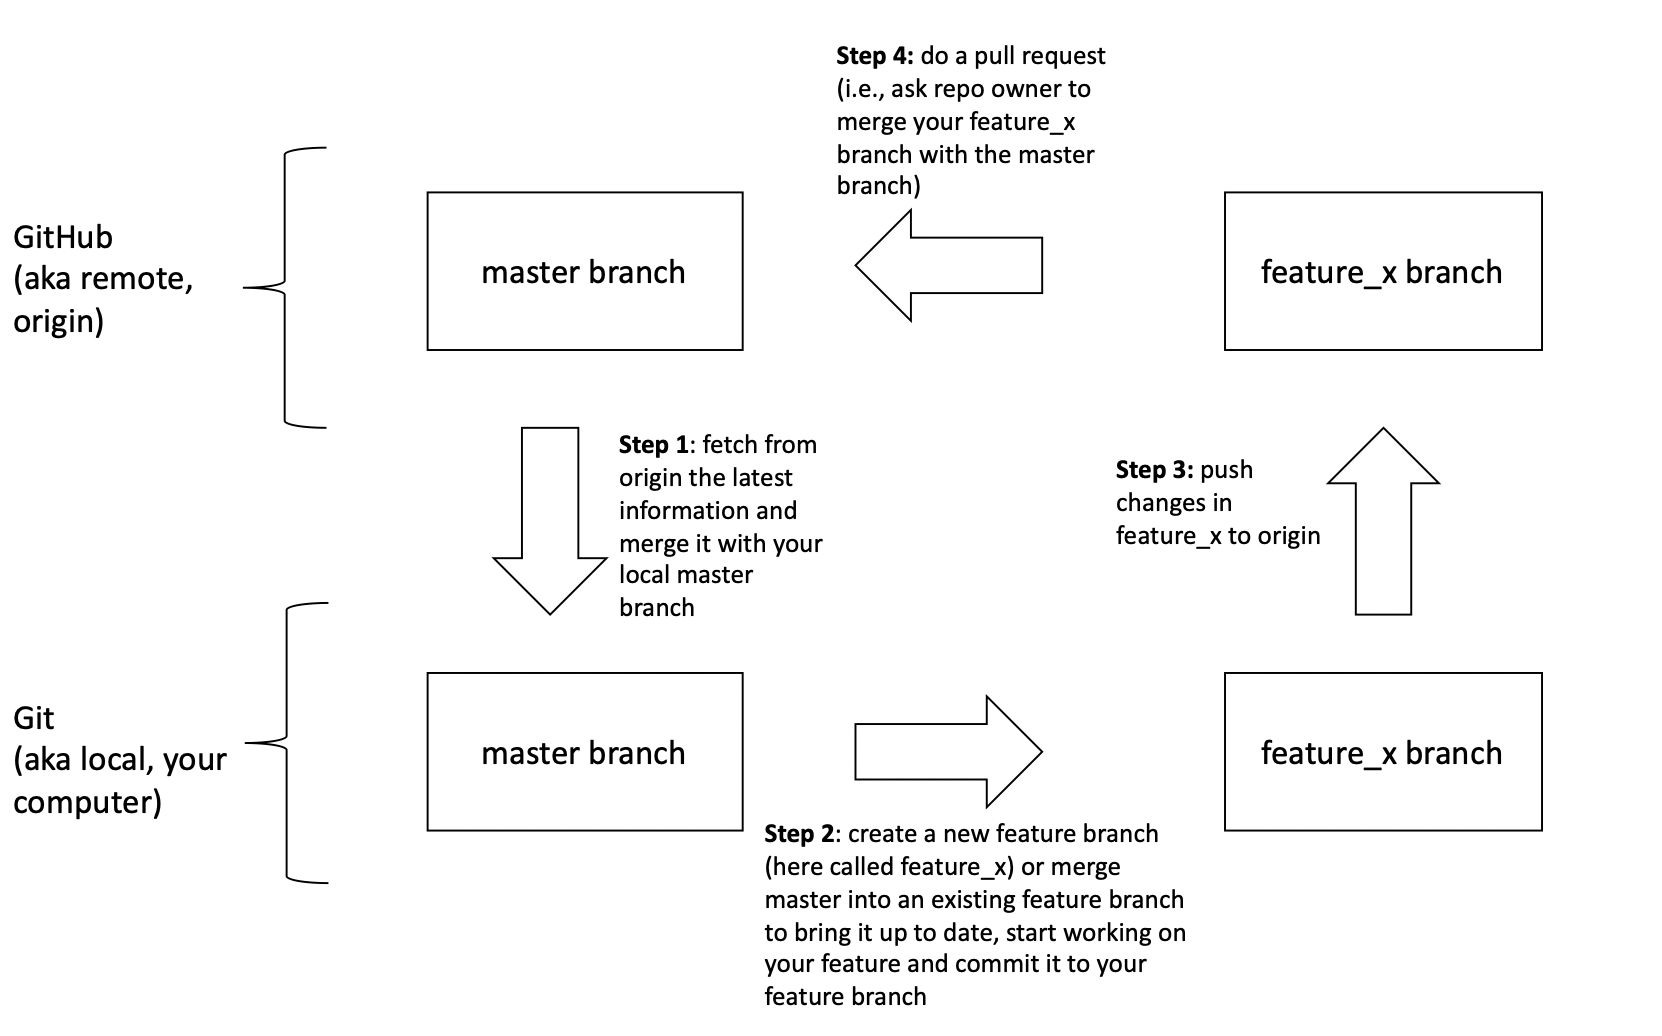 Step 4: do a pull request
(i.e., ask repo owner to
merge your feature_x
branch with the master
branch)
GitHub
(aka remote,
origin)
master branch
feature_x branch
Step 1: fetch from
origin the latest
information and
merge it with your
local master
branch
Step 3: push
changes in
feature_x to origin
Git
(aka local, your
computer)
master branch
feature_x branch
Step 2: create a new feature branch
(here called feature_x) or merge
master into an existing feature branch
to bring it up to date, start working on
your feature and commit it to your
feature branch